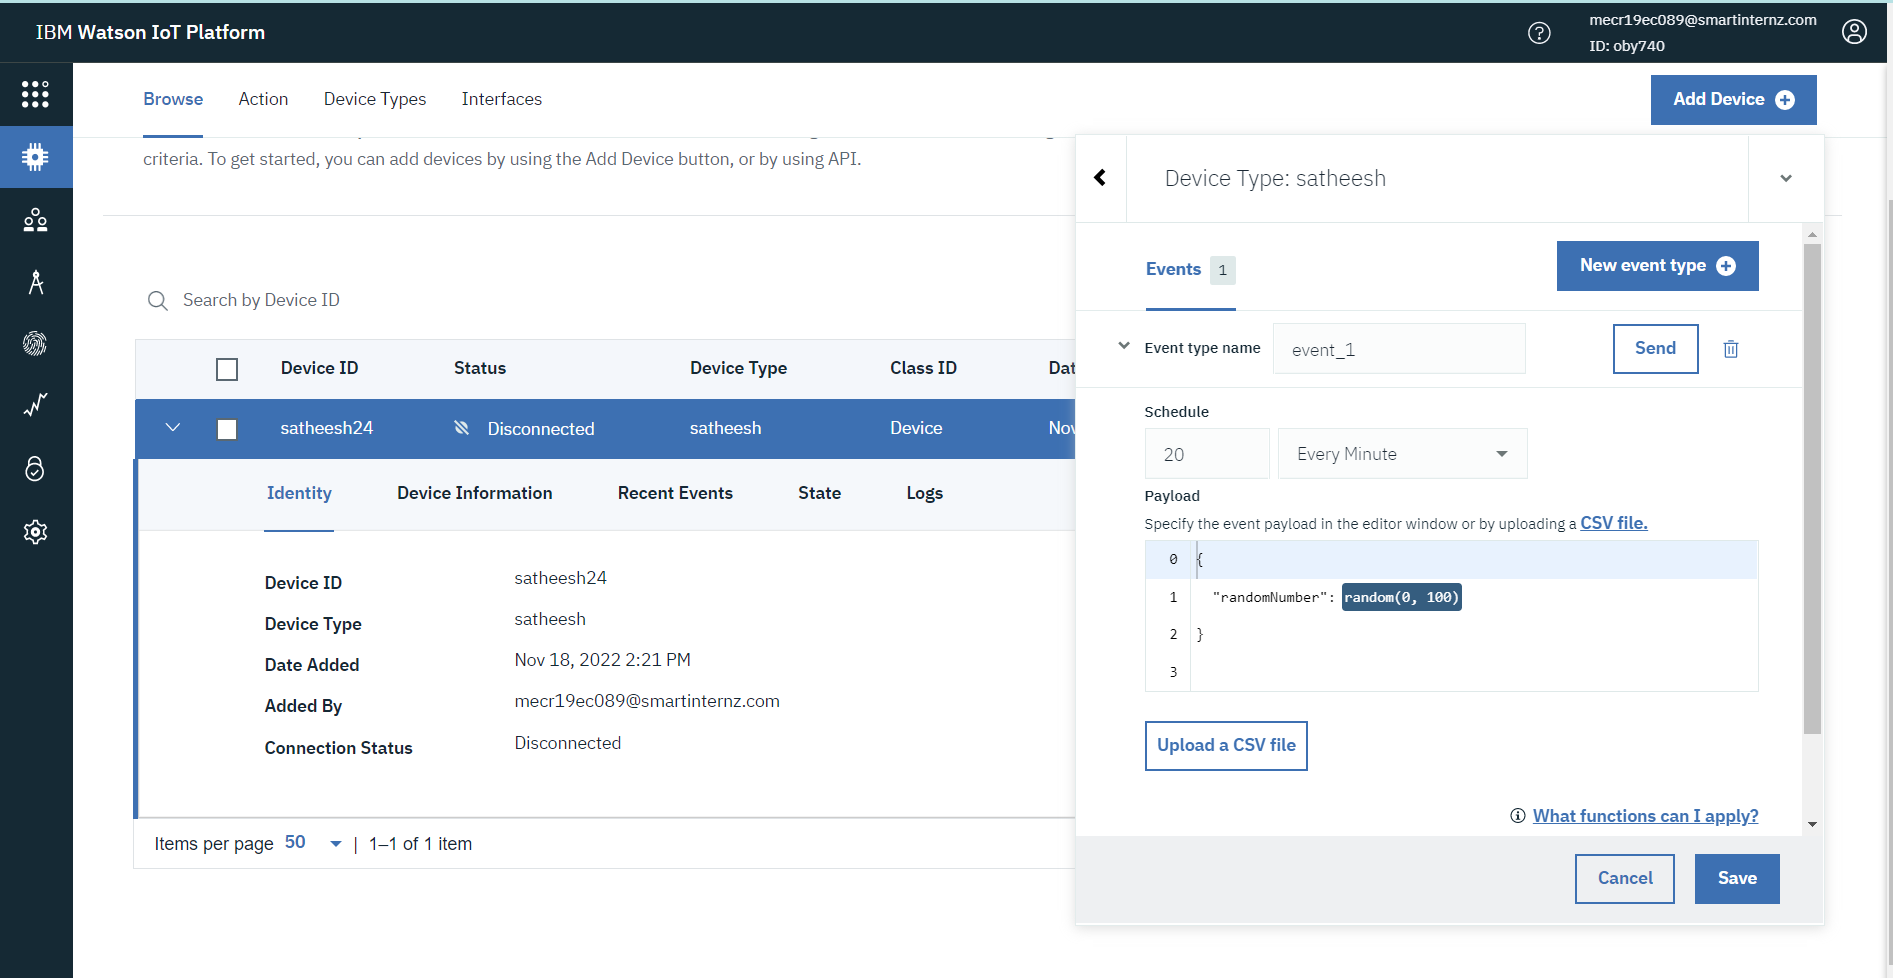 IBM Watson IoT Platform
mecr19ec089@smartinternz.com
ID: oby740
Browse Action Device Types Interfaces
Add Device
criteria. To get started, you can add devices by using the Add Device button, or by using API.
Search by Device ID
Device ID Status Device Type Class ID Dat
satheesh24 Disconnected satheesh Device Nov
Identity Device Information Recent Events State Logs
Device ID satheesh24
Device Type satheesh
Date Added Nov 18, 2022 2:21 PM
Added By mecr19ec089@smartinternz.com
Connection Status Disconnected
Items per page 50 | 1–1 of 1 item
Device Type: satheesh
Events 1
New event type
Event type name event_1 Send
Schedule
20 Every Minute
Payload
Specify the event payload in the editor window or by uploading a CSV file.
0 {
1 "randomNumber": random(0, 100)
2 }
3
Upload a CSV file
What functions can I apply?
Cancel Save